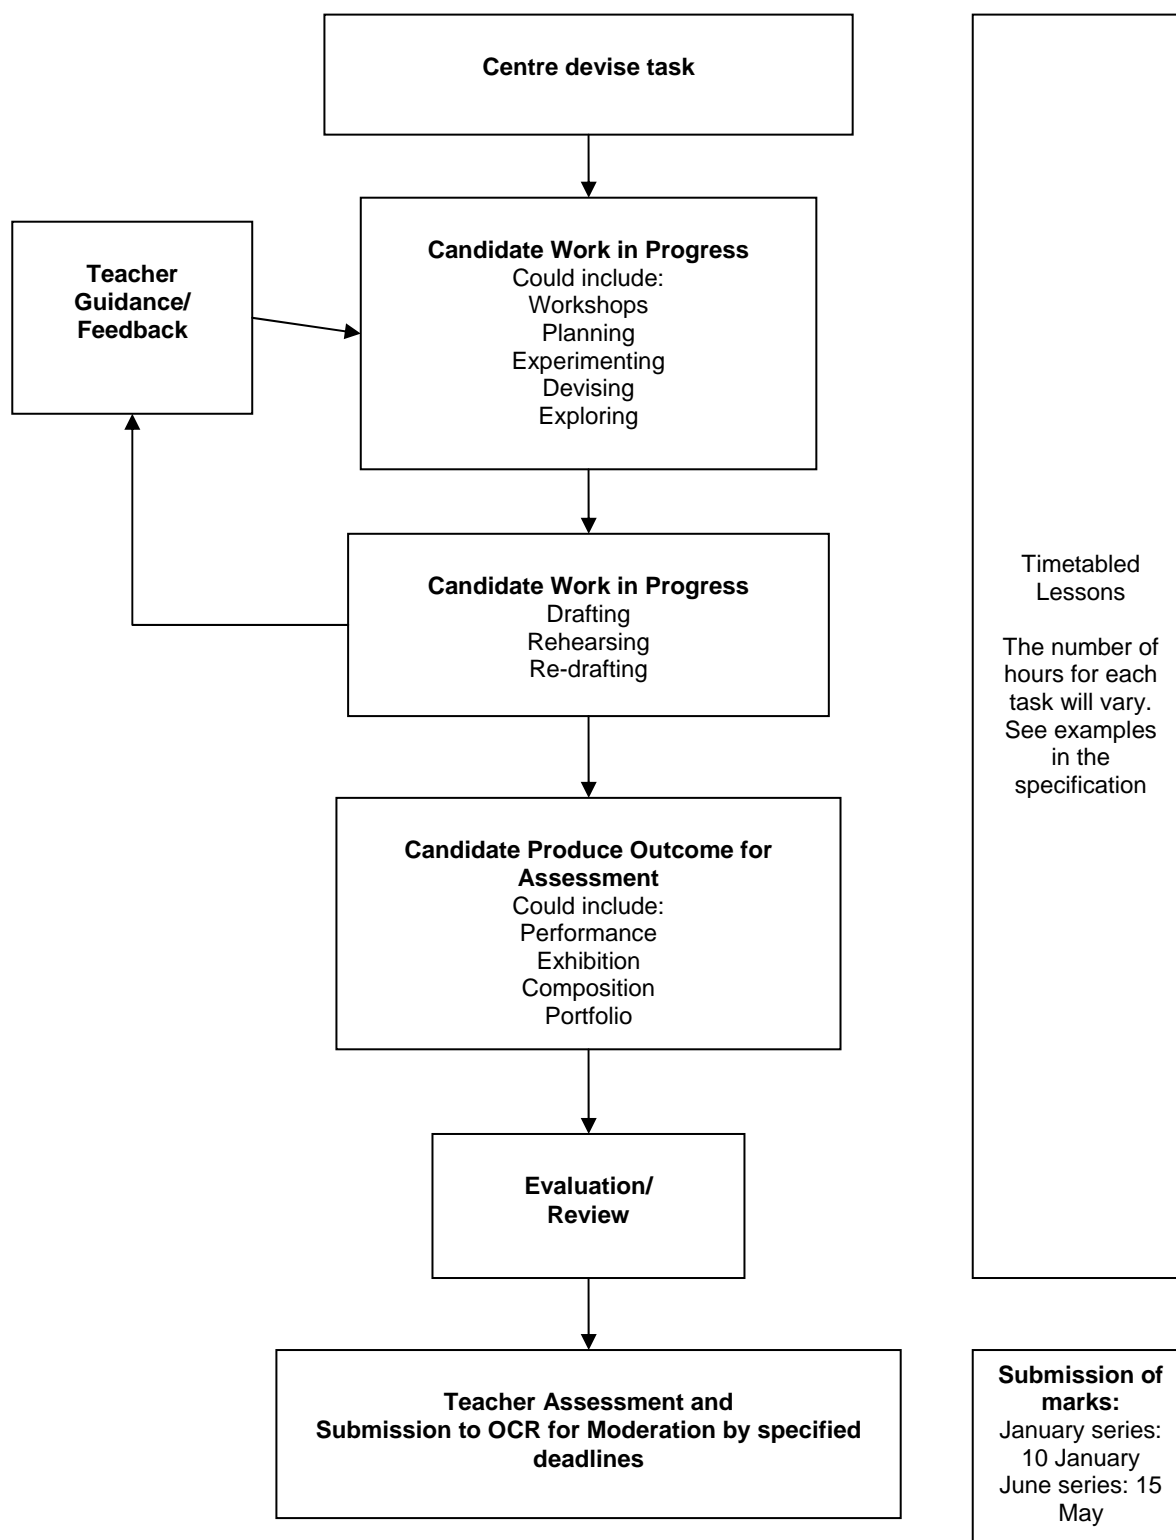 Centre devise task
Teacher
Guidance/
Feedback
Candidate Work in Progress
Could include:
Workshops
Planning
Experimenting
Devising
Exploring
Candidate Work in Progress
Drafting
Rehearsing
Re-drafting
Candidate Produce Outcome for
Assessment
Could include:
Performance
Exhibition
Composition
Portfolio
Evaluation/
Review
Teacher Assessment and
Submission to OCR for Moderation by specified
deadlines
Timetabled
Lessons
The number of
hours for each
task will vary.
See examples
in the
specification
Submission of
marks:
January series:
10 January
June series: 15
May